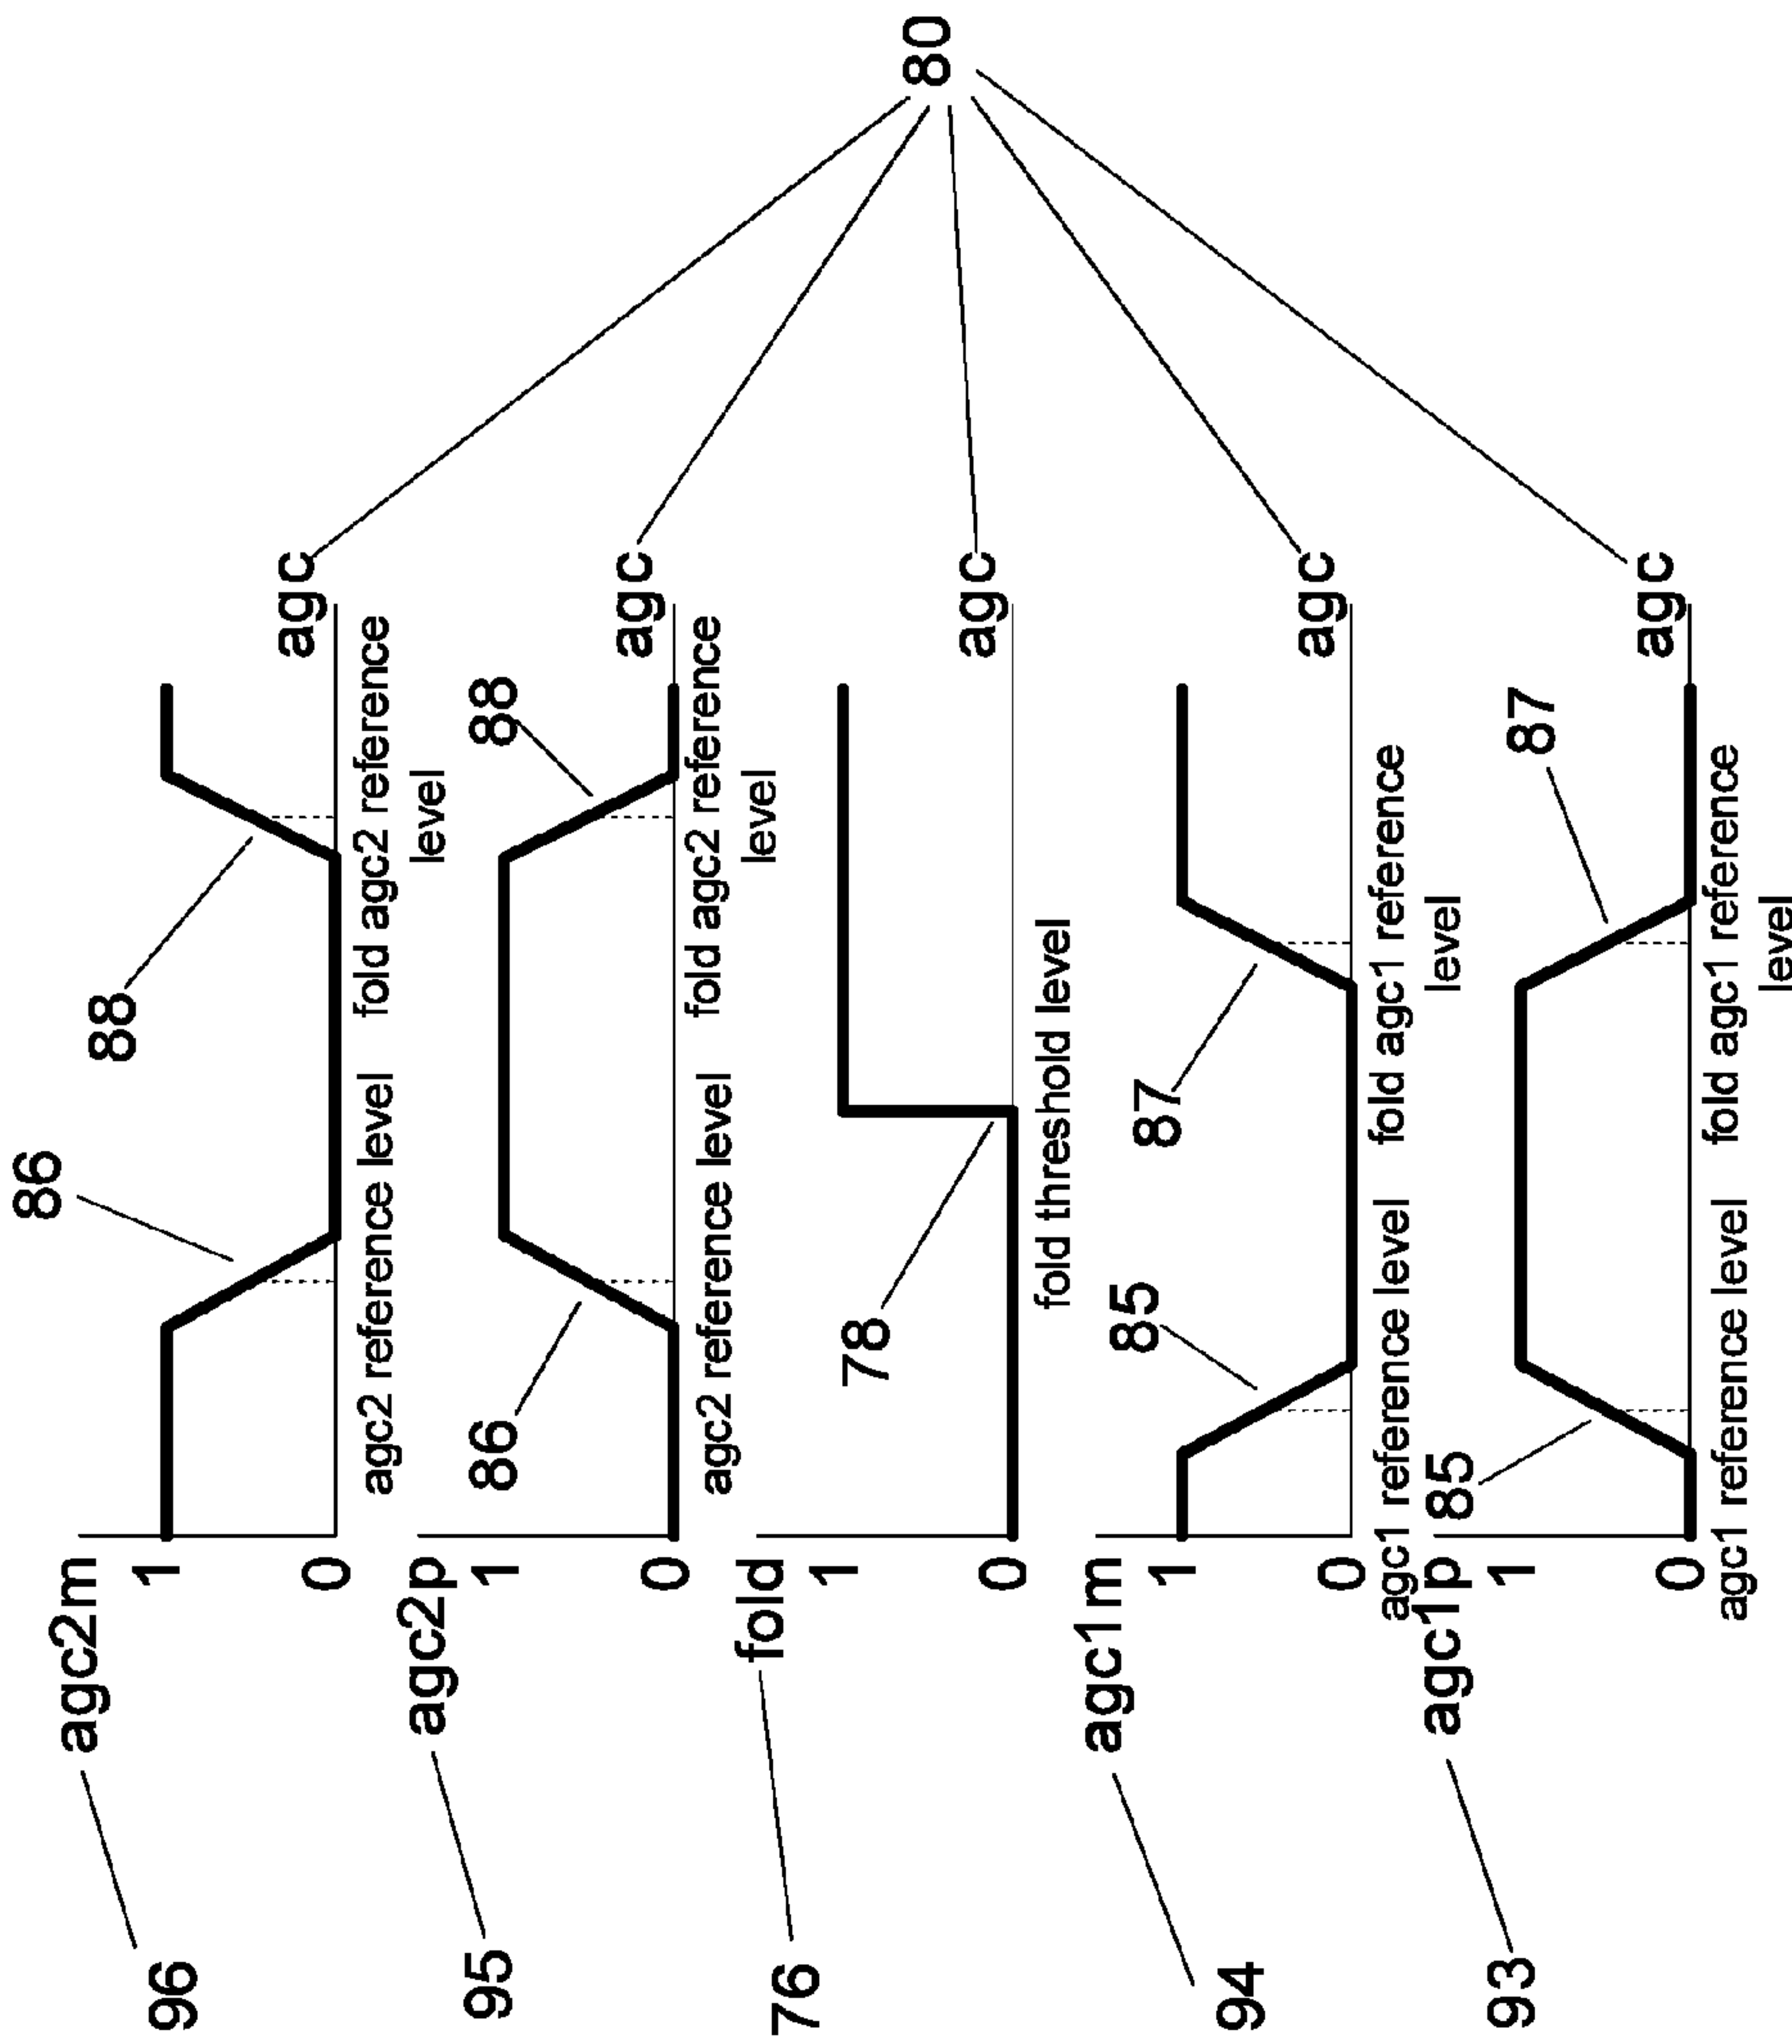 96
agc2m
1
0
86
88
agc
agc2 reference level
fold agc2 reference
level
95
agc2p
1
0
86
88
agc
agc2 reference level
fold agc2 reference
level
76
fold
1
0
78
agc
fold threshold level
80
94
agc1m
1
0
85
87
agc
agc1 reference level
fold agc1 reference
level
93
agc1p
1
0
85
87
agc
agc1 reference level
fold agc1 reference
level